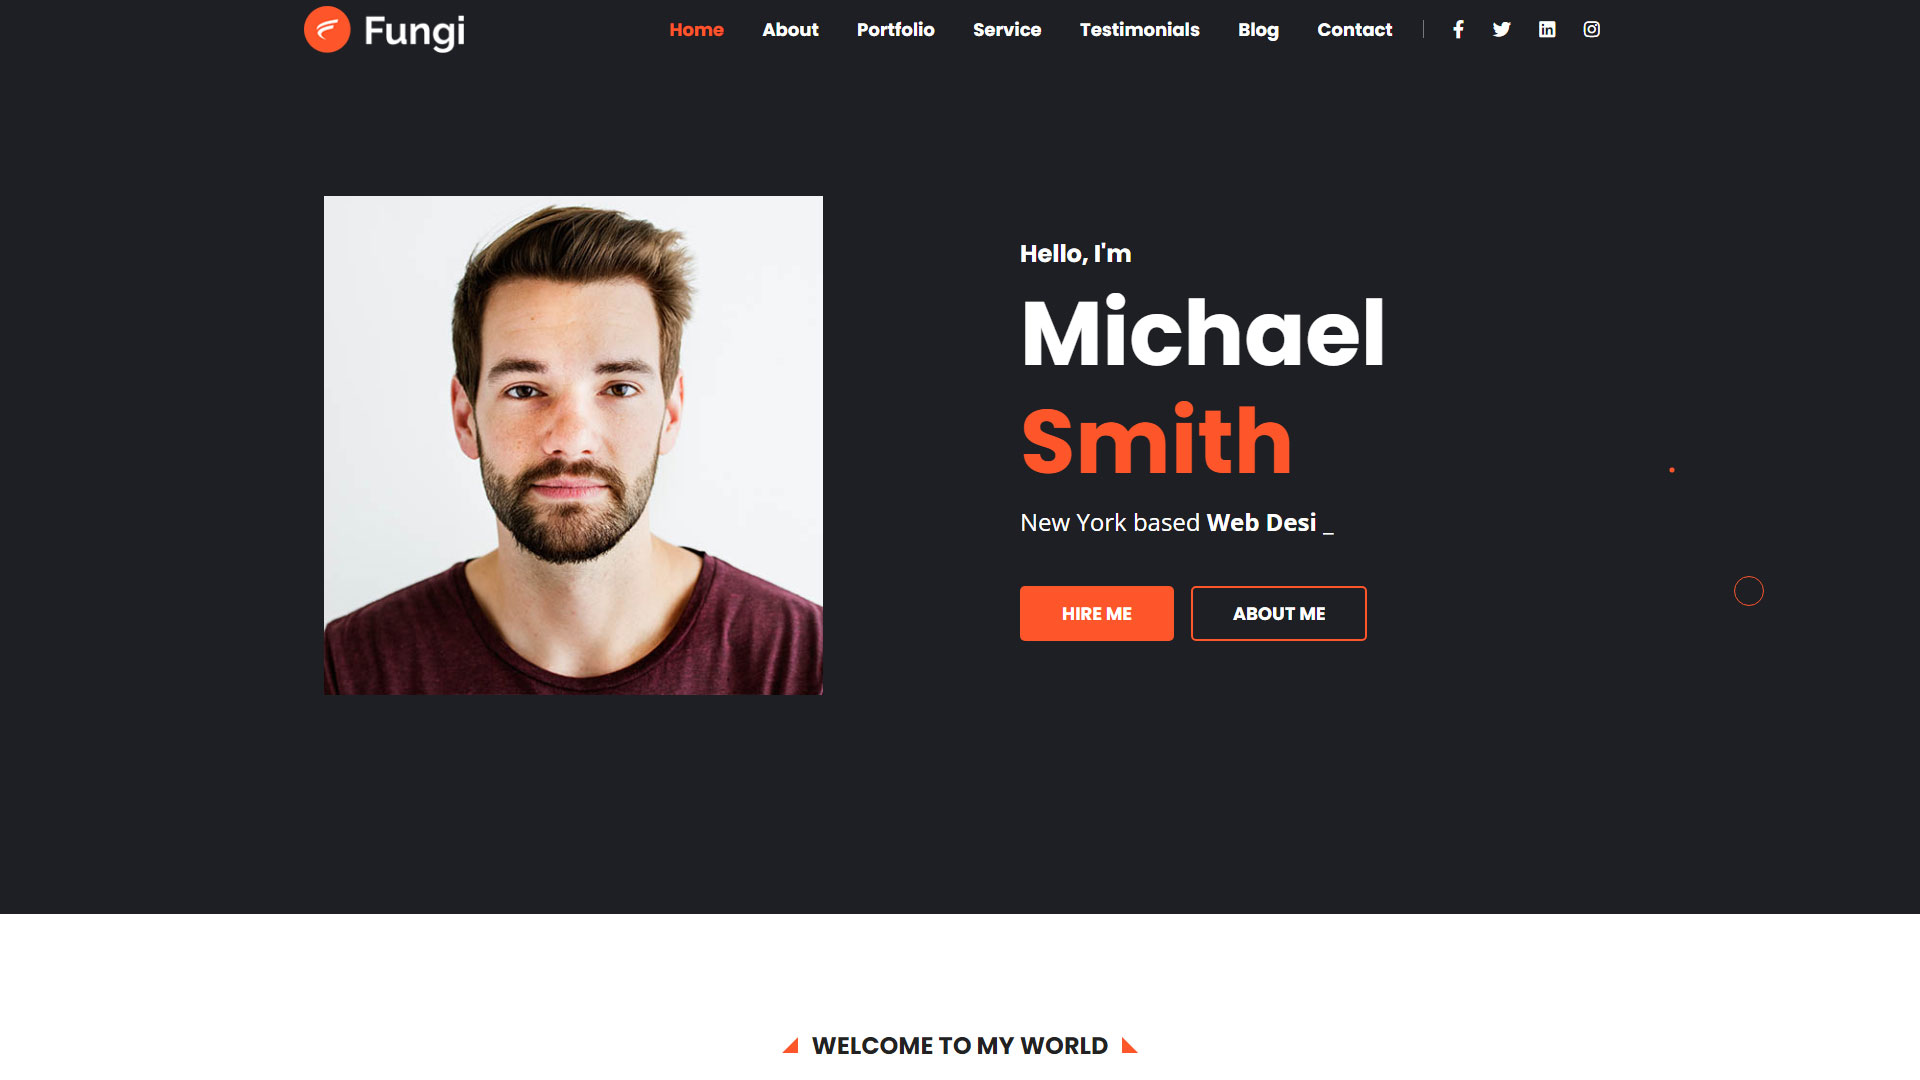 Fungi
Home About Portfolio Service Testimonials Blog Contact
Hello, I'm
Michael
Smith
New York based Web Desi _
HIRE ME ABOUT ME
WELCOME TO MY WORLD